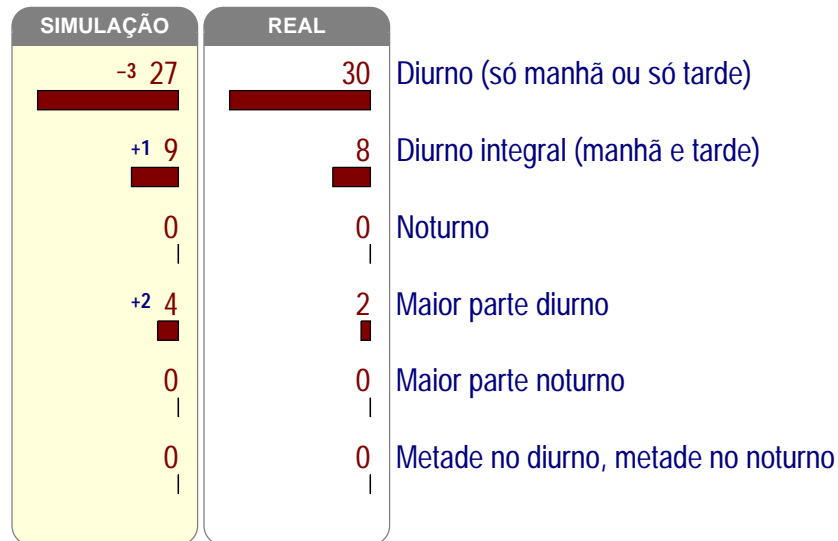 SIMULAÇÃO REAL
−3 27 30 Diurno (só manhã ou só tarde)
+1 9 8 Diurno integral (manhã e tarde)
0 0 Noturno
+2 4 2 Maior parte diurno
0 0 Maior parte noturno
0 0 Metade no diurno, metade no noturno